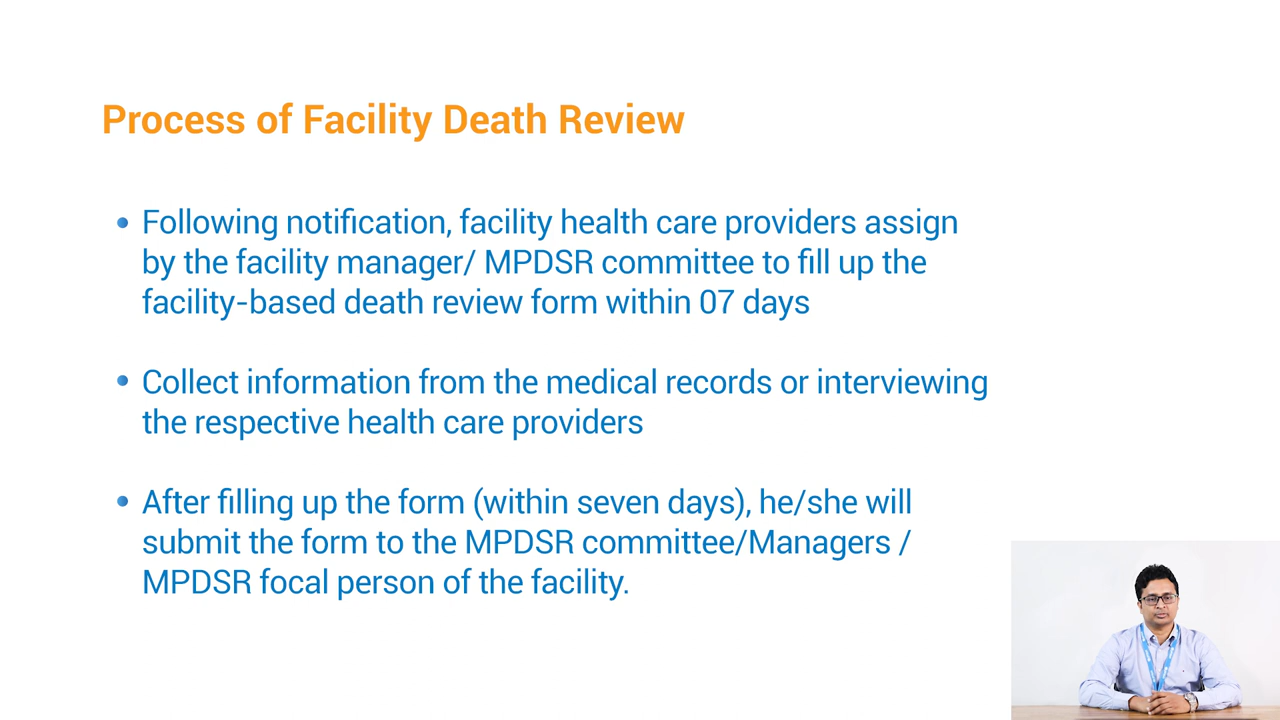 Process of Facility Death Review
• Following notification, facility health care providers assign
by the facility manager/ MPDSR committee to fill up the
facility-based death review form within 07 days
• Collect information from the medical records or interviewing
the respective health care providers
• After filling up the form (within seven days), he/she will
submit the form to the MPDSR committee/Managers /
MPDSR focal person of the facility.